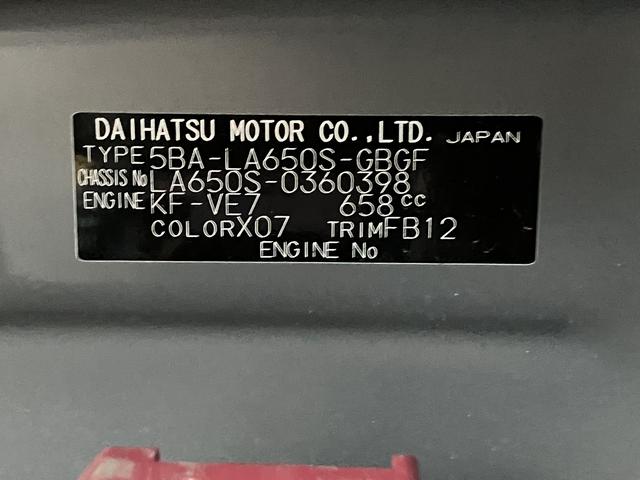 DAIHATSU MOTOR CO.,LTD. JAPAN
TYPE 5BA-LA650S-GBGF
CHASSIS No LA650S-0360398
ENGINE KF-VE7 658cc
COLOR X07 TRIM FB12
ENGINE No